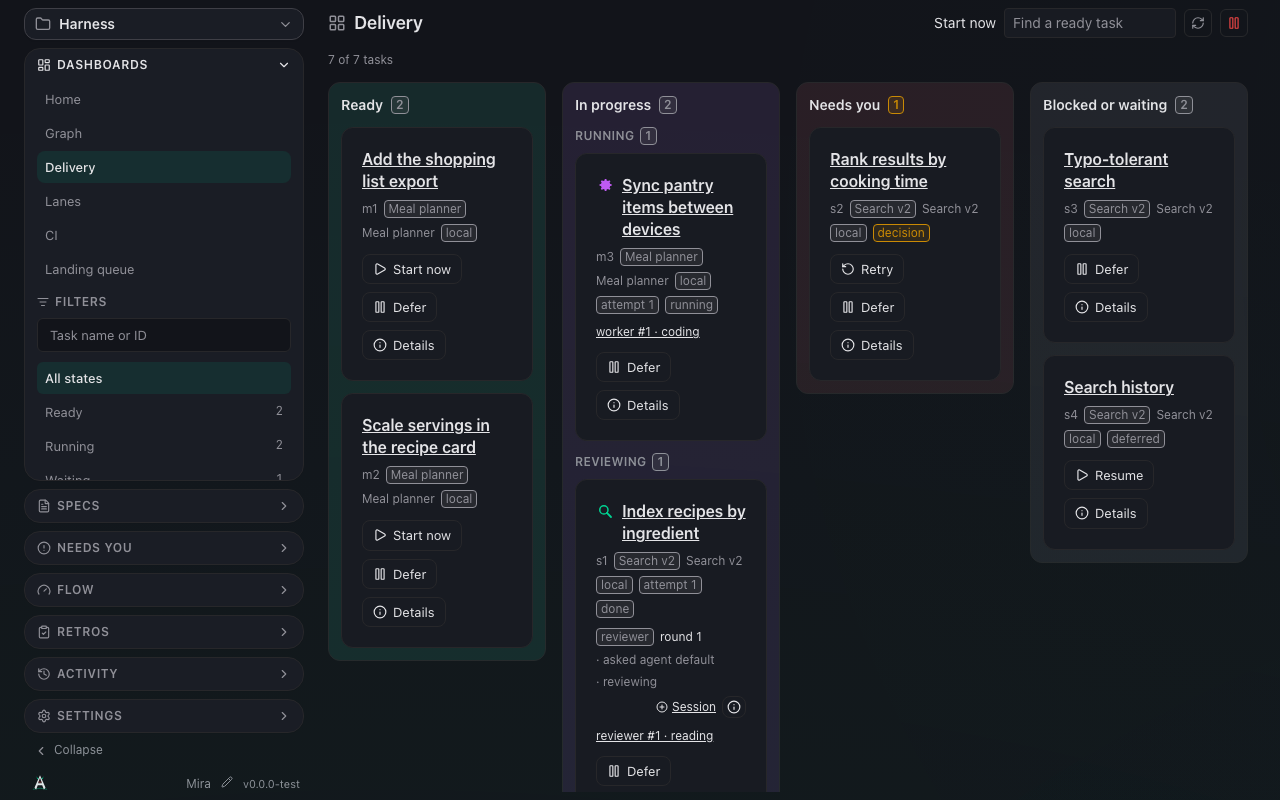 Harness
DASHBOARDS
Home
Graph
Delivery
Lanes
CI
Landing queue
FILTERS
Task name or ID
All states
Ready 2
Running 2
Waiting 1
SPECS
NEEDS YOU
FLOW
RETROS
ACTIVITY
SETTINGS
Collapse
Mira v0.0.0-test
Delivery
Start now Find a ready task
7 of 7 tasks
Ready 2
Add the shopping
list export
m1 Meal planner
Meal planner local
Start now
Defer
Details
Scale servings in
the recipe card
m2 Meal planner
Meal planner local
Start now
Defer
Details
In progress 2
RUNNING 1
Sync pantry
items between
devices
m3 Meal planner
Meal planner local
attempt 1 running
worker #1 · coding
Defer
Details
REVIEWING 1
Index recipes by
ingredient
s1 Search v2 Search v2
local attempt 1
done
reviewer round 1
· asked agent default
· reviewing
Session
reviewer #1 · reading
Defer
Needs you 1
Rank results by
cooking time
s2 Search v2 Search v2
local decision
Retry
Defer
Details
Blocked or waiting 2
Typo-tolerant
search
s3 Search v2 Search v2
local
Defer
Details
Search history
s4 Search v2 Search v2
local deferred
Resume
Details